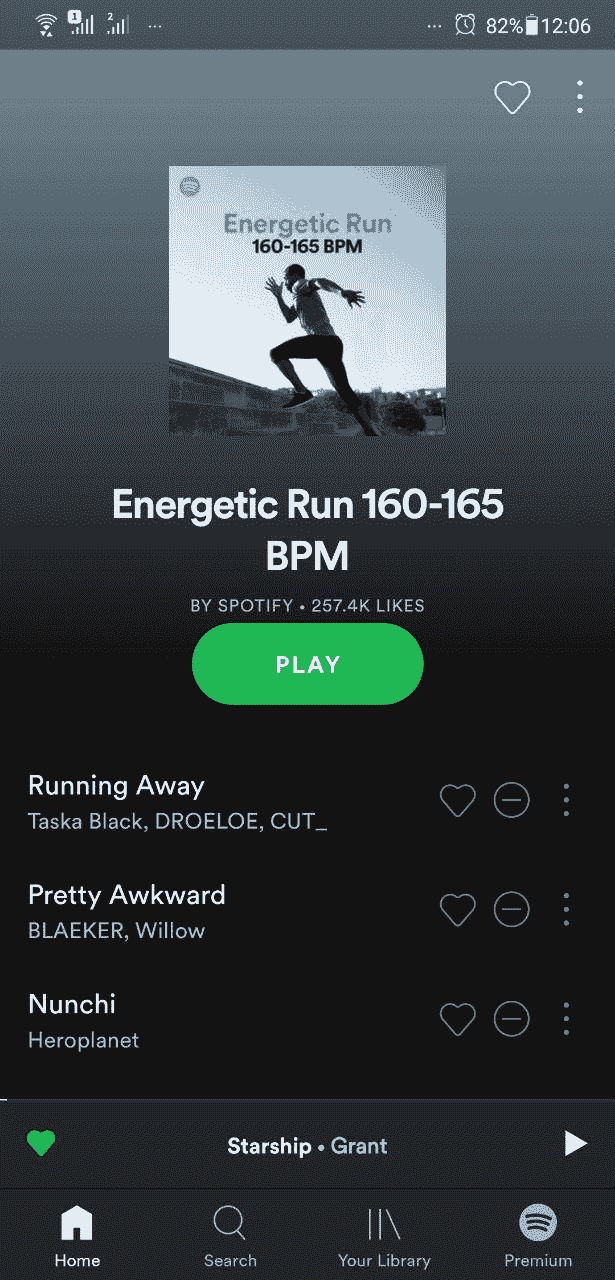 1
2
82% 12:06
Energetic Run
160-165 BPM
Energetic Run 160-165
BPM
BY SPOTIFY • 257.4K LIKES
PLAY
Running Away
Taska Black, DROELOE, CUT_
Pretty Awkward
BLAEKER, Willow
Nunchi
Heroplanet
Starship • Grant
Home
Search
Your Library
Premium